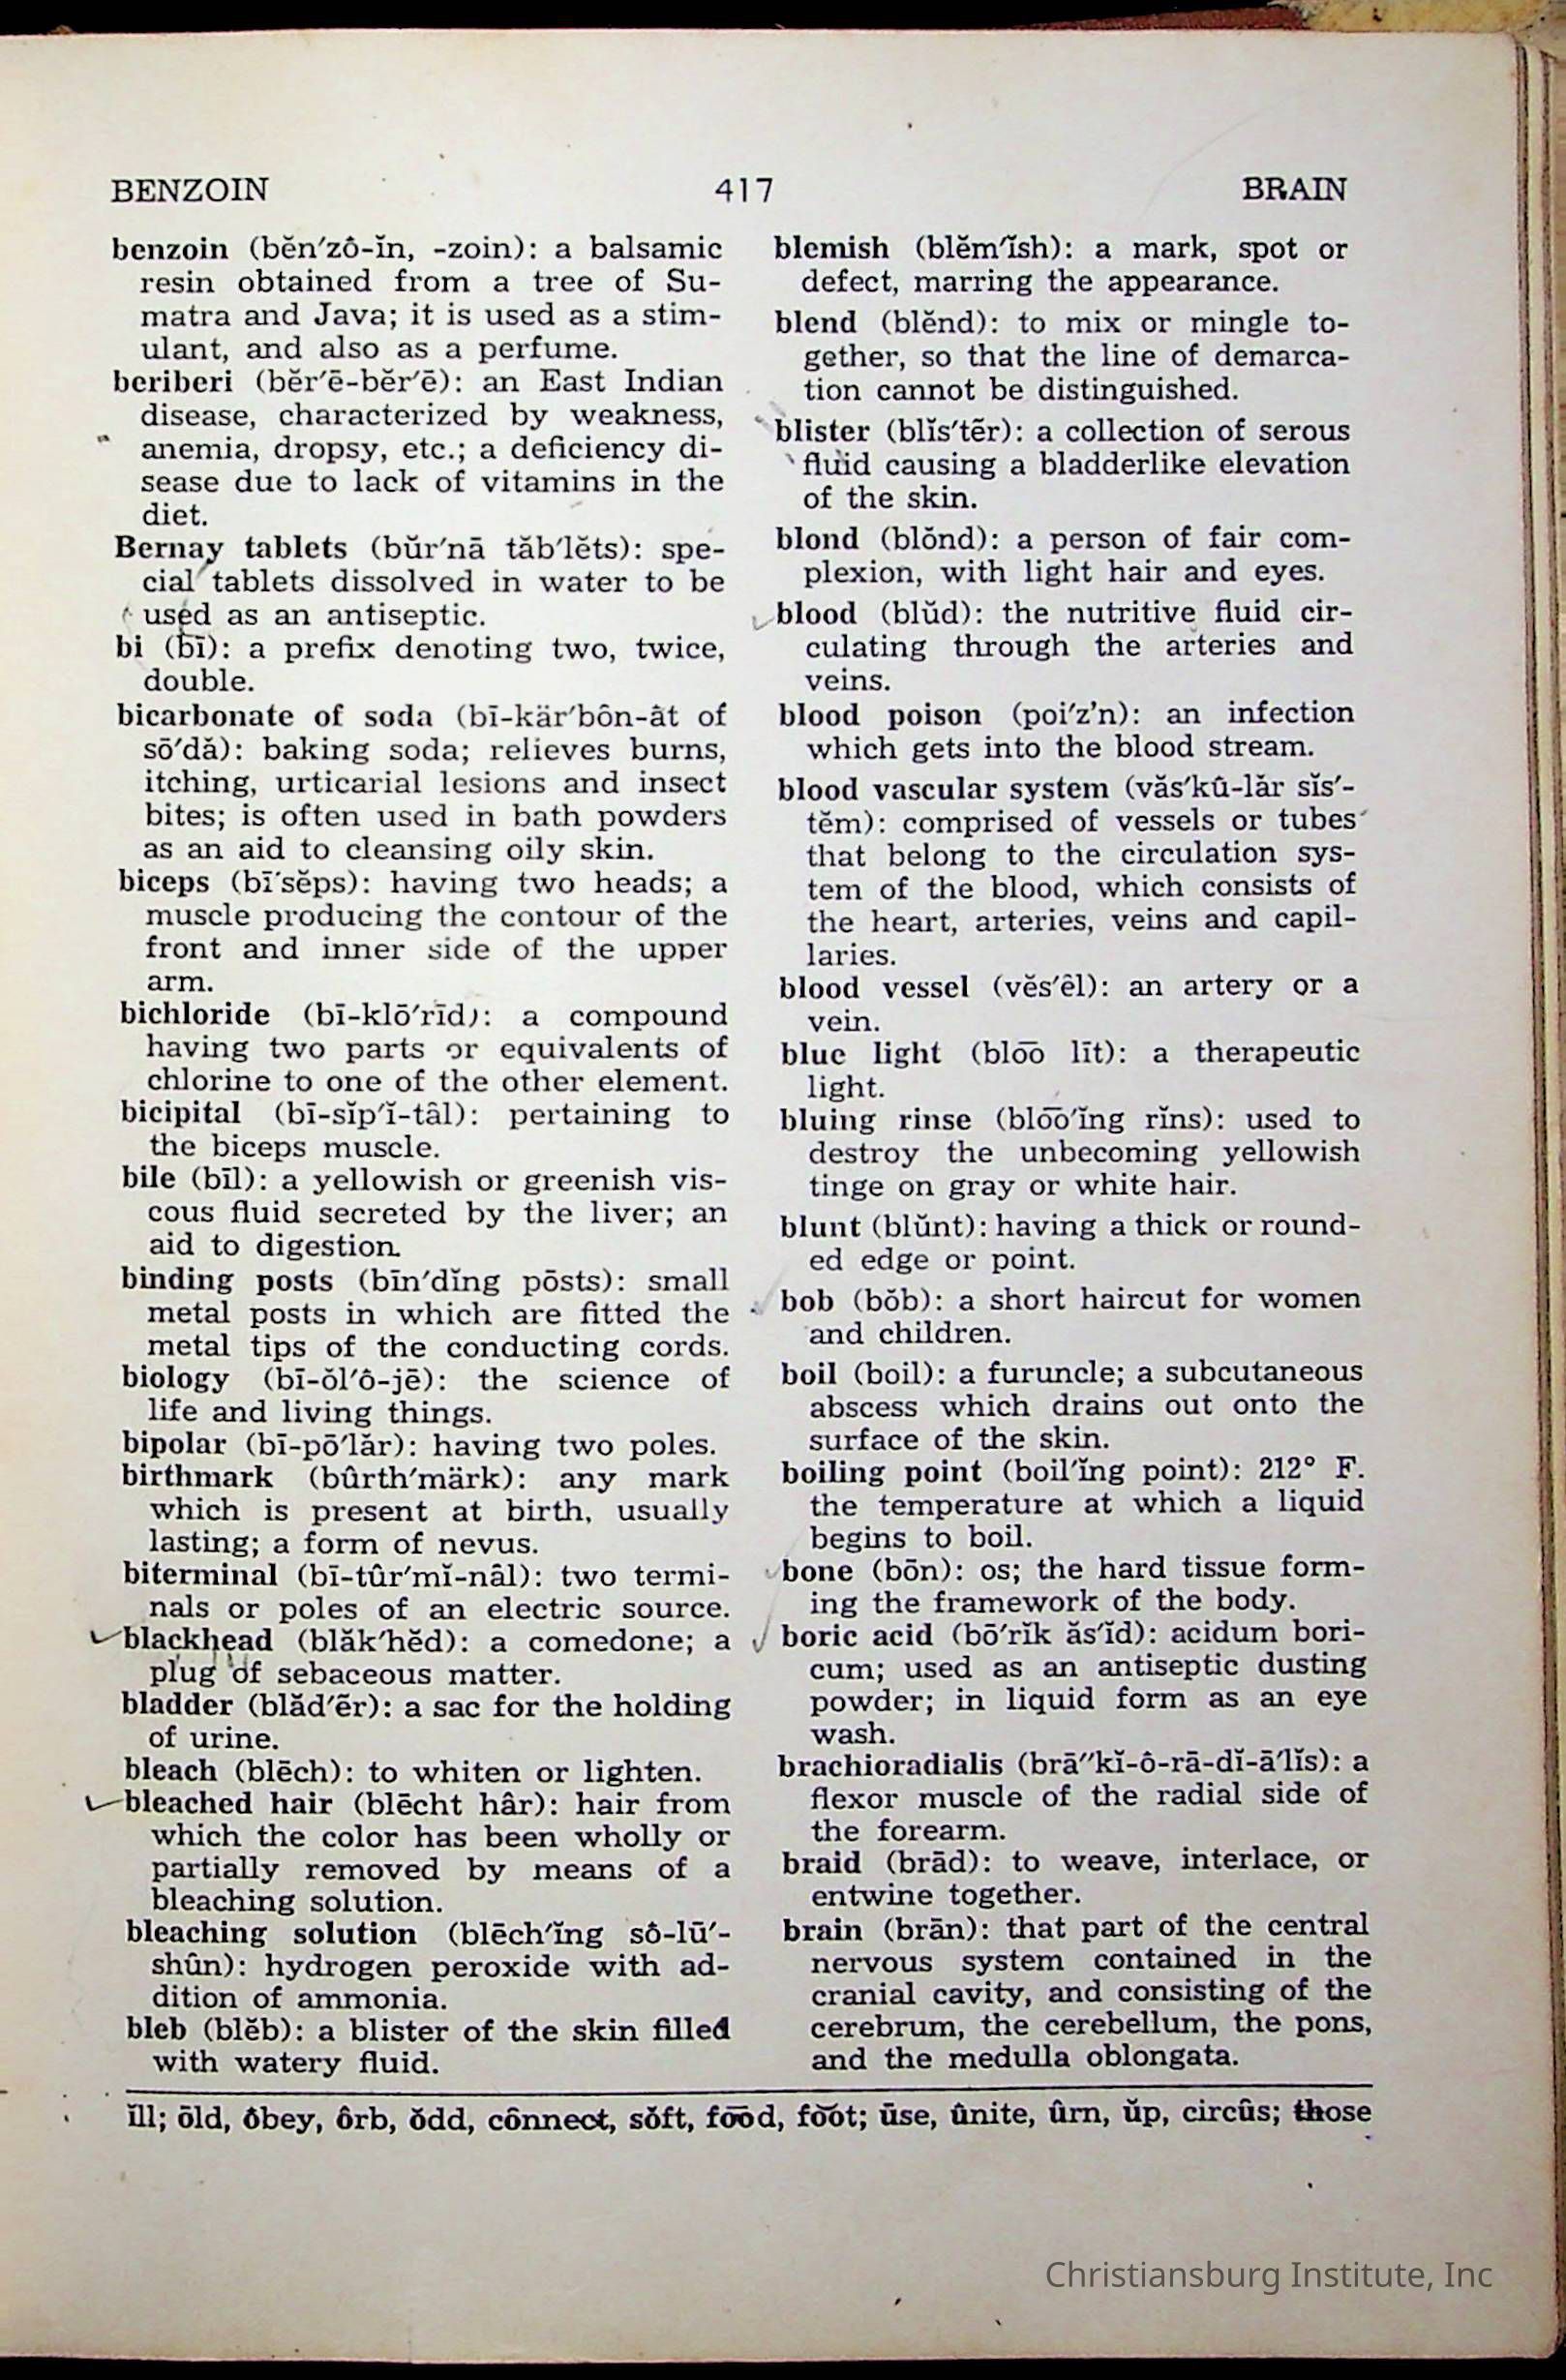 BENZOIN 417 BRAIN
benzoin (bĕn′zô-ĭn, -zoin): a balsamic
resin obtained from a tree of Su-
matra and Java; it is used as a stim-
ulant, and also as a perfume.
beriberi (bĕr′ē-bĕr′ē): an East Indian
disease, characterized by weakness,
anemia, dropsy, etc.; a deficiency di-
sease due to lack of vitamins in the
diet.
Bernay tablets (bŭr′nā tăb′lĕts): spe-
cial tablets dissolved in water to be
used as an antiseptic.
bi (bī): a prefix denoting two, twice,
double.
bicarbonate of soda (bī-kär′bôn-ât of
sō′dă): baking soda; relieves burns,
itching, urticarial lesions and insect
bites; is often used in bath powders
as an aid to cleansing oily skin.
biceps (bī′sĕps): having two heads; a
muscle producing the contour of the
front and inner side of the upper
arm.
bichloride (bī-klō′rīd): a compound
having two parts or equivalents of
chlorine to one of the other element.
bicipital (bī-sĭp′ĭ-tâl): pertaining to
the biceps muscle.
bile (bīl): a yellowish or greenish vis-
cous fluid secreted by the liver; an
aid to digestion.
binding posts (bīn′dĭng pōsts): small
metal posts in which are fitted the
metal tips of the conducting cords.
biology (bī-ŏl′ô-jē): the science of
life and living things.
bipolar (bī-pō′lăr): having two poles.
birthmark (bûrth′märk): any mark
which is present at birth, usually
lasting; a form of nevus.
biterminal (bī-tûr′mĭ-nâl): two termi-
nals or poles of an electric source.
blackhead (blăk′hĕd): a comedone; a
plug of sebaceous matter.
bladder (blăd′ẽr): a sac for the holding
of urine.
bleach (blēch): to whiten or lighten.
bleached hair (blēcht hâr): hair from
which the color has been wholly or
partially removed by means of a
bleaching solution.
bleaching solution (blēch′ĭng sô-lū′-
shûn): hydrogen peroxide with ad-
dition of ammonia.
bleb (blĕb): a blister of the skin filled
with watery fluid.
blemish (blĕm′ĭsh): a mark, spot or
defect, marring the appearance.
blend (blĕnd): to mix or mingle to-
gether, so that the line of demarca-
tion cannot be distinguished.
blister (blĭs′tẽr): a collection of serous
fluid causing a bladderlike elevation
of the skin.
blond (blŏnd): a person of fair com-
plexion, with light hair and eyes.
blood (blŭd): the nutritive fluid cir-
culating through the arteries and
veins.
blood poison (poi′z’n): an infection
which gets into the blood stream.
blood vascular system (văs′kû-lăr sĭs′-
tĕm): comprised of vessels or tubes
that belong to the circulation sys-
tem of the blood, which consists of
the heart, arteries, veins and capil-
laries.
blood vessel (vĕs′êl): an artery or a
vein.
blue light (blo͞o līt): a therapeutic
light.
bluing rinse (blo͞o′ĭng rĭns): used to
destroy the unbecoming yellowish
tinge on gray or white hair.
blunt (blŭnt): having a thick or round-
ed edge or point.
bob (bŏb): a short haircut for women
and children.
boil (boil): a furuncle; a subcutaneous
abscess which drains out onto the
surface of the skin.
boiling point (boil′ĭng point): 212° F.
the temperature at which a liquid
begins to boil.
bone (bōn): os; the hard tissue form-
ing the framework of the body.
boric acid (bō′rĭk ăs′ĭd): acidum bori-
cum; used as an antiseptic dusting
powder; in liquid form as an eye
wash.
brachioradialis (brā″kĭ-ô-rā-dĭ-ā′lĭs): a
flexor muscle of the radial side of
the forearm.
braid (brād): to weave, interlace, or
entwine together.
brain (brān): that part of the central
nervous system contained in the
cranial cavity, and consisting of the
cerebrum, the cerebellum, the pons,
and the medulla oblongata.
ĭll; ōld, ôbey, ôrb, ŏdd, cônnect, sŏft, fo͞od, fo͝ot; ūse, ûnite, ûrn, ŭp, circûs; those
Christiansburg Institute, Inc